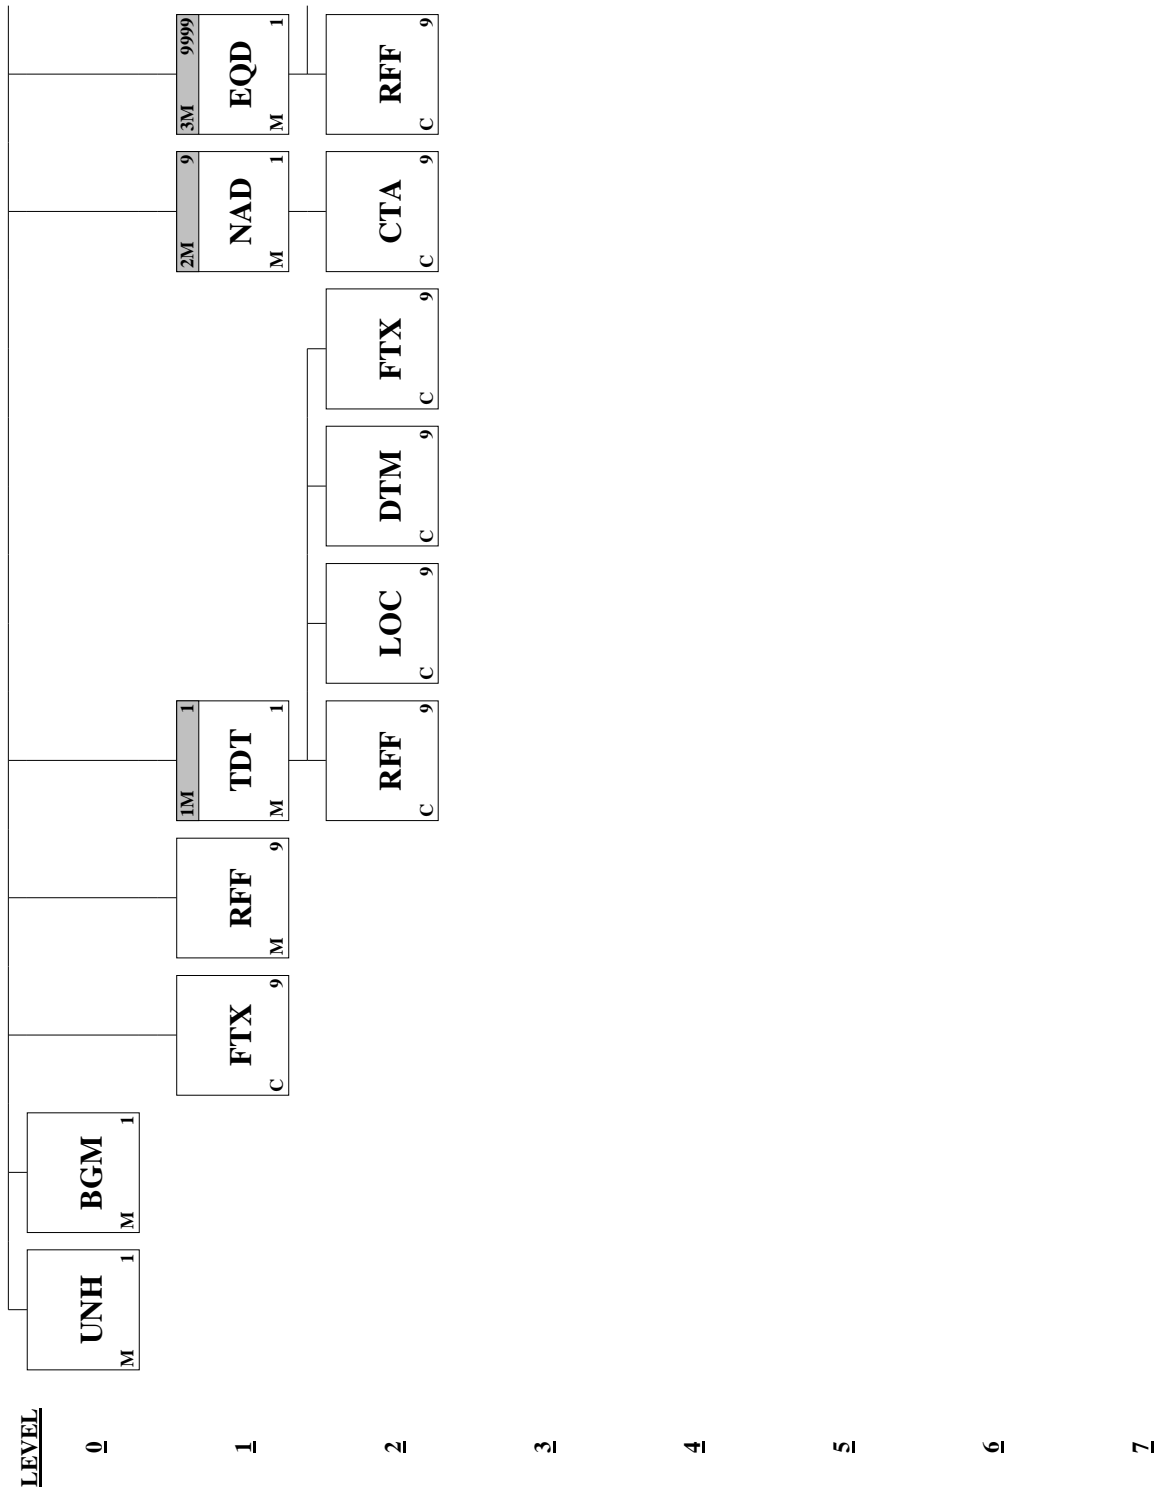 LEVEL
0
UNH
M 1
BGM
M 1
1
FTX
C 9
RFF
M 9
1M 1
TDT
M 1
2M 9
NAD
M 1
3M 9999
EQD
M 1
2
RFF
C 9
LOC
C 9
DTM
C 9
FTX
C 9
CTA
C 9
RFF
C 9
3
4
5
6
7